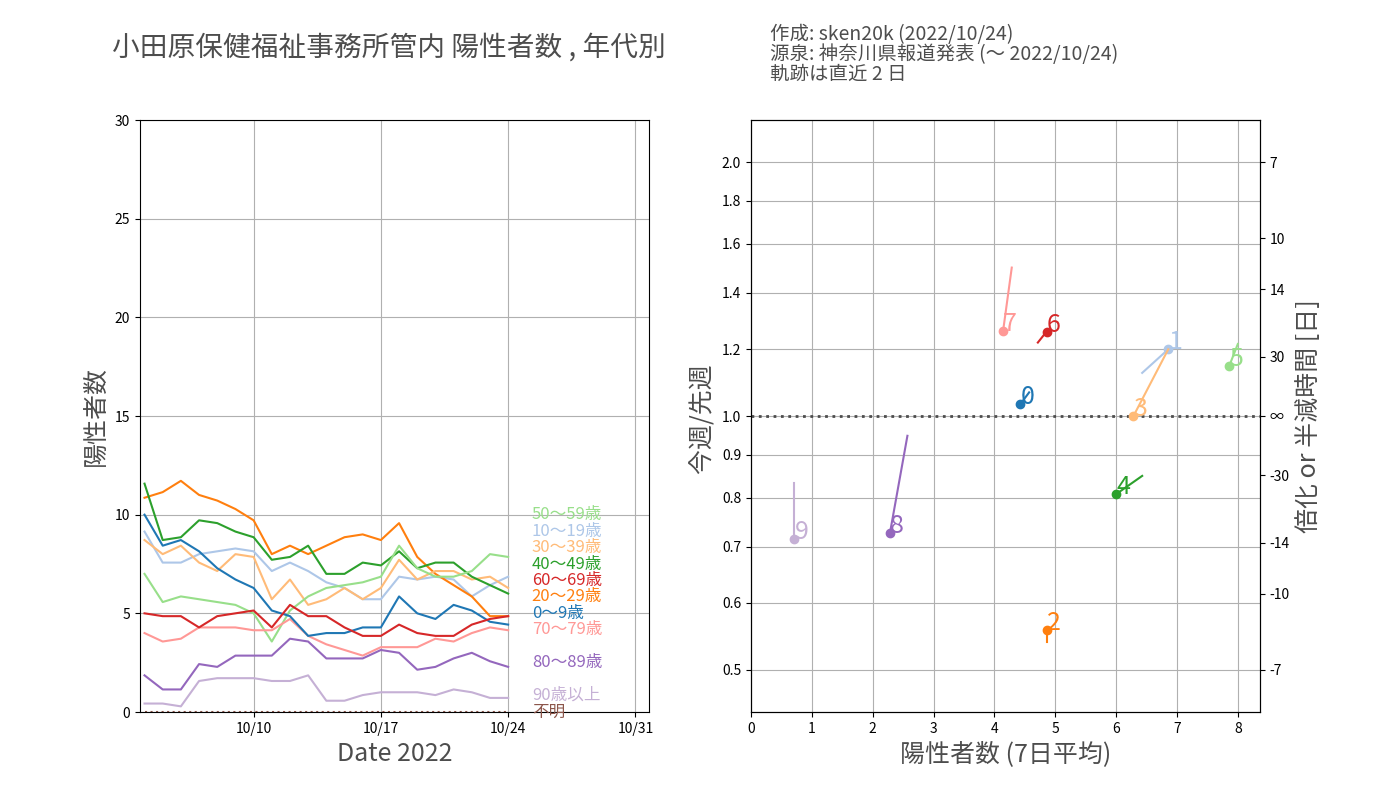 小田原保健福祉事務所管内 陽性者数 , 年代別
作成: sken20k (2022/10/24)
源泉: 神奈川県報道発表 (～ 2022/10/24)
軌跡は直近 2 日
陽性者数
30
25
20
15
10
5
0
10/10
10/17
10/24
10/31
Date 2022
50～59歳
10～19歳
30～39歳
40～49歳
60～69歳
20～29歳
0～9歳
70～79歳
80～89歳
90歳以上
不明
今週/先週
2.0
1.8
1.6
1.4
1.2
1.0
0.9
0.8
0.7
0.6
0.5
7
6
1
5
0
3
4
9
8
2
0
1
2
3
4
5
6
7
8
陽性者数 (7日平均)
7
10
14
30
∞
-30
-14
-10
-7
倍化 or 半減時間 [日]